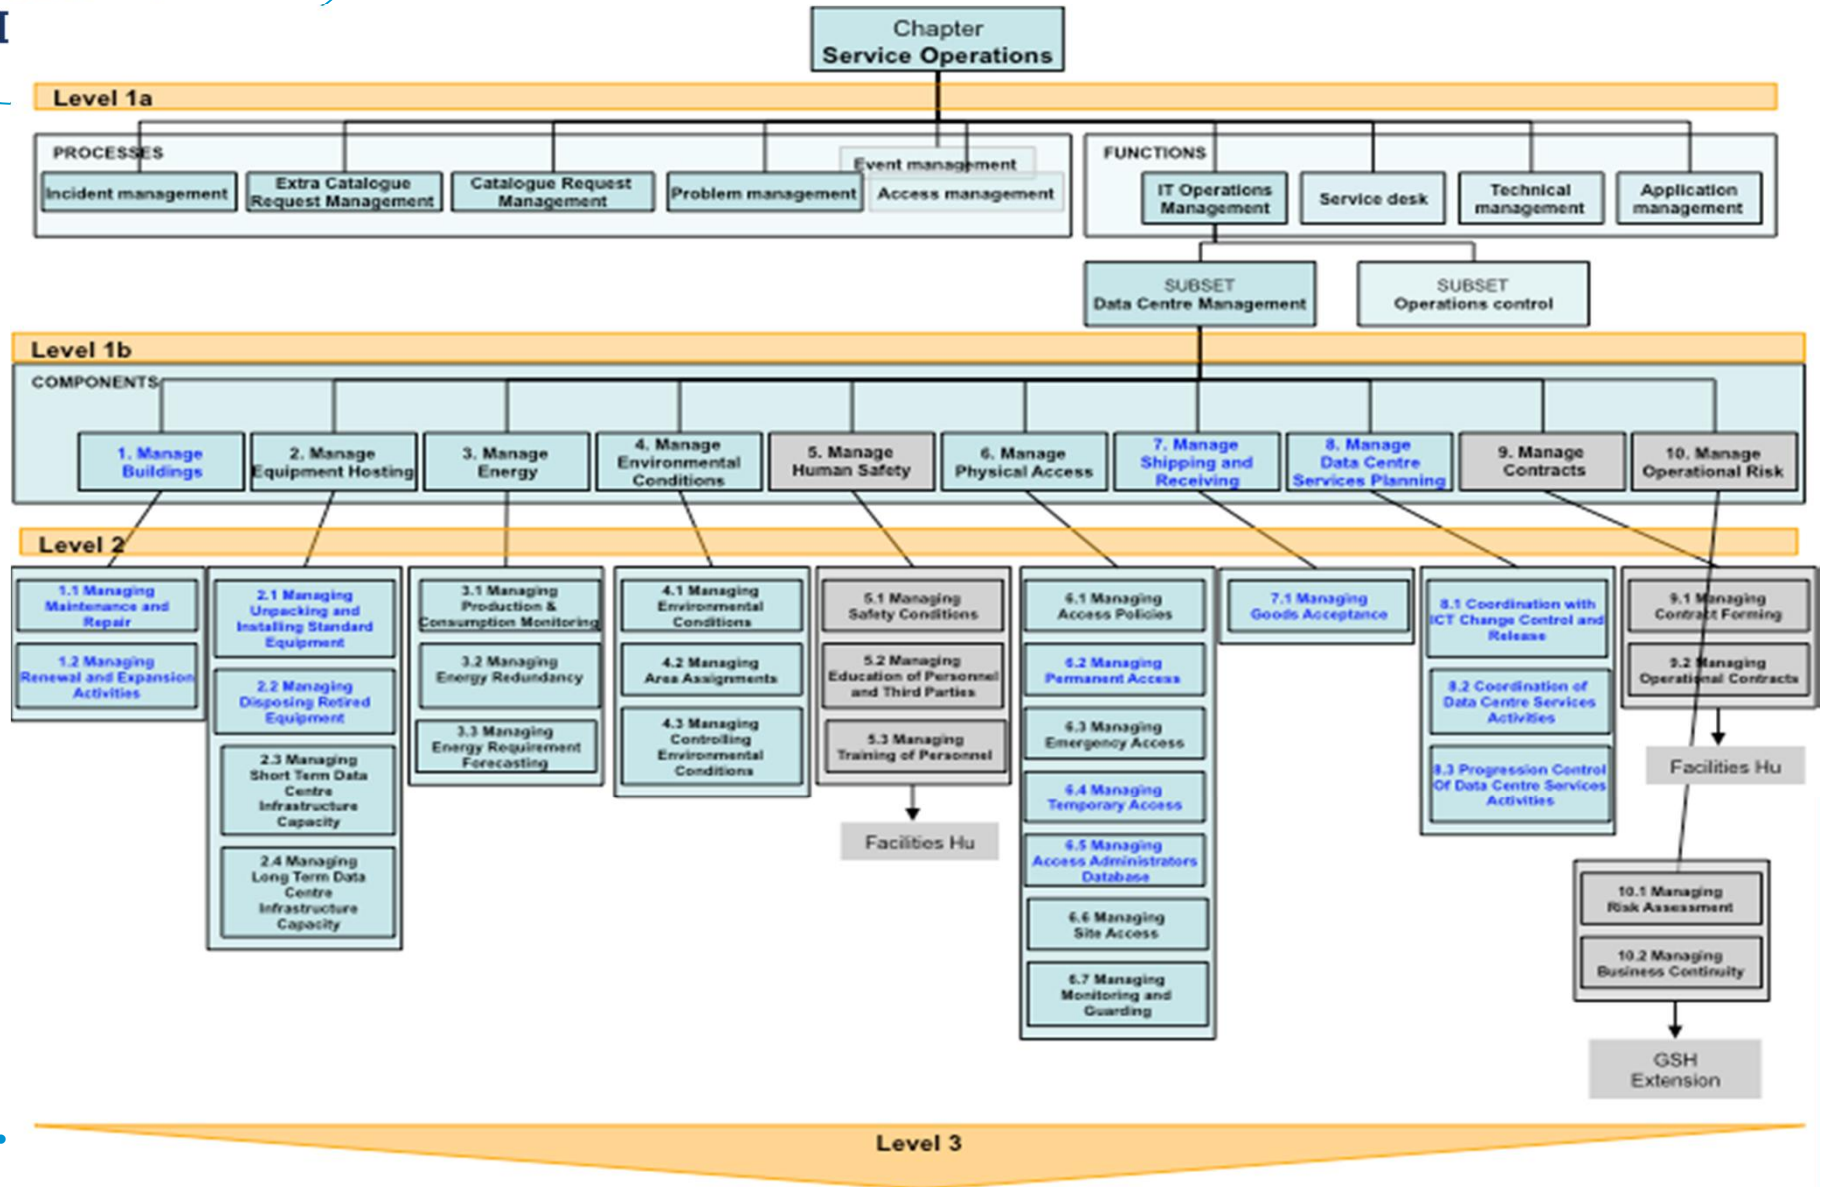 Chapter
Service Operations
Level 1a
PROCESSES
Incident management
Extra Catalogue
Request Management
Catalogue Request
Management
Problem management
Event management
Access management
FUNCTIONS
IT Operations
Management
Service desk
Technical
management
Application
management
SUBSET
Data Centre Management
SUBSET
Operations control
Level 1b
COMPONENTS
1. Manage
Buildings
2. Manage
Equipment Hosting
3. Manage
Energy
4. Manage
Environmental
Conditions
5. Manage
Human Safety
6. Manage
Physical Access
7. Manage
Shipping and
Receiving
8. Manage
Data Centre
Services Planning
9. Manage
Contracts
10. Manage
Operational Risk
Level 2
1.1 Managing
Maintenance and
Repair
1.2 Managing
Renewal and Expansion
Activities
2.1 Managing
Unpacking and
Installing Standard
Equipment
2.2 Managing
Disposing Retired
Equipment
2.3 Managing
Short Term Data
Centre
Infrastructure
Capacity
2.4 Managing
Long Term Data
Centre
Infrastructure
Capacity
3.1 Managing
Production &
Consumption Monitoring
3.2 Managing
Energy Redundancy
3.3 Managing
Energy Requirement
Forecasting
4.1 Managing
Environmental
Conditions
4.2 Managing
Area Assignments
4.3 Managing
Controlling
Environmental
Conditions
5.1 Managing
Safety Conditions
5.2 Managing
Education of Personnel
and Third Parties
5.3 Managing
Training of Personnel
Facilities Hu
6.1 Managing
Access Policies
6.2 Managing
Permanent Access
6.3 Managing
Emergency Access
6.4 Managing
Temporary Access
6.5 Managing
Access Administrators
Database
6.6 Managing
Site Access
6.7 Managing
Monitoring and
Guarding
7.1 Managing
Goods Acceptance
8.1 Coordination with
ICT Change Control and
Release
8.2 Coordination of
Data Centre Services
Activities
8.3 Progression Control
Of Data Centre Services
Activities
9.1 Managing
Contract Forming
9.2 Managing
Operational Contracts
Facilities Hu
10.1 Managing
Risk Assessment
10.2 Managing
Business Continuity
GSH
Extension
Level 3